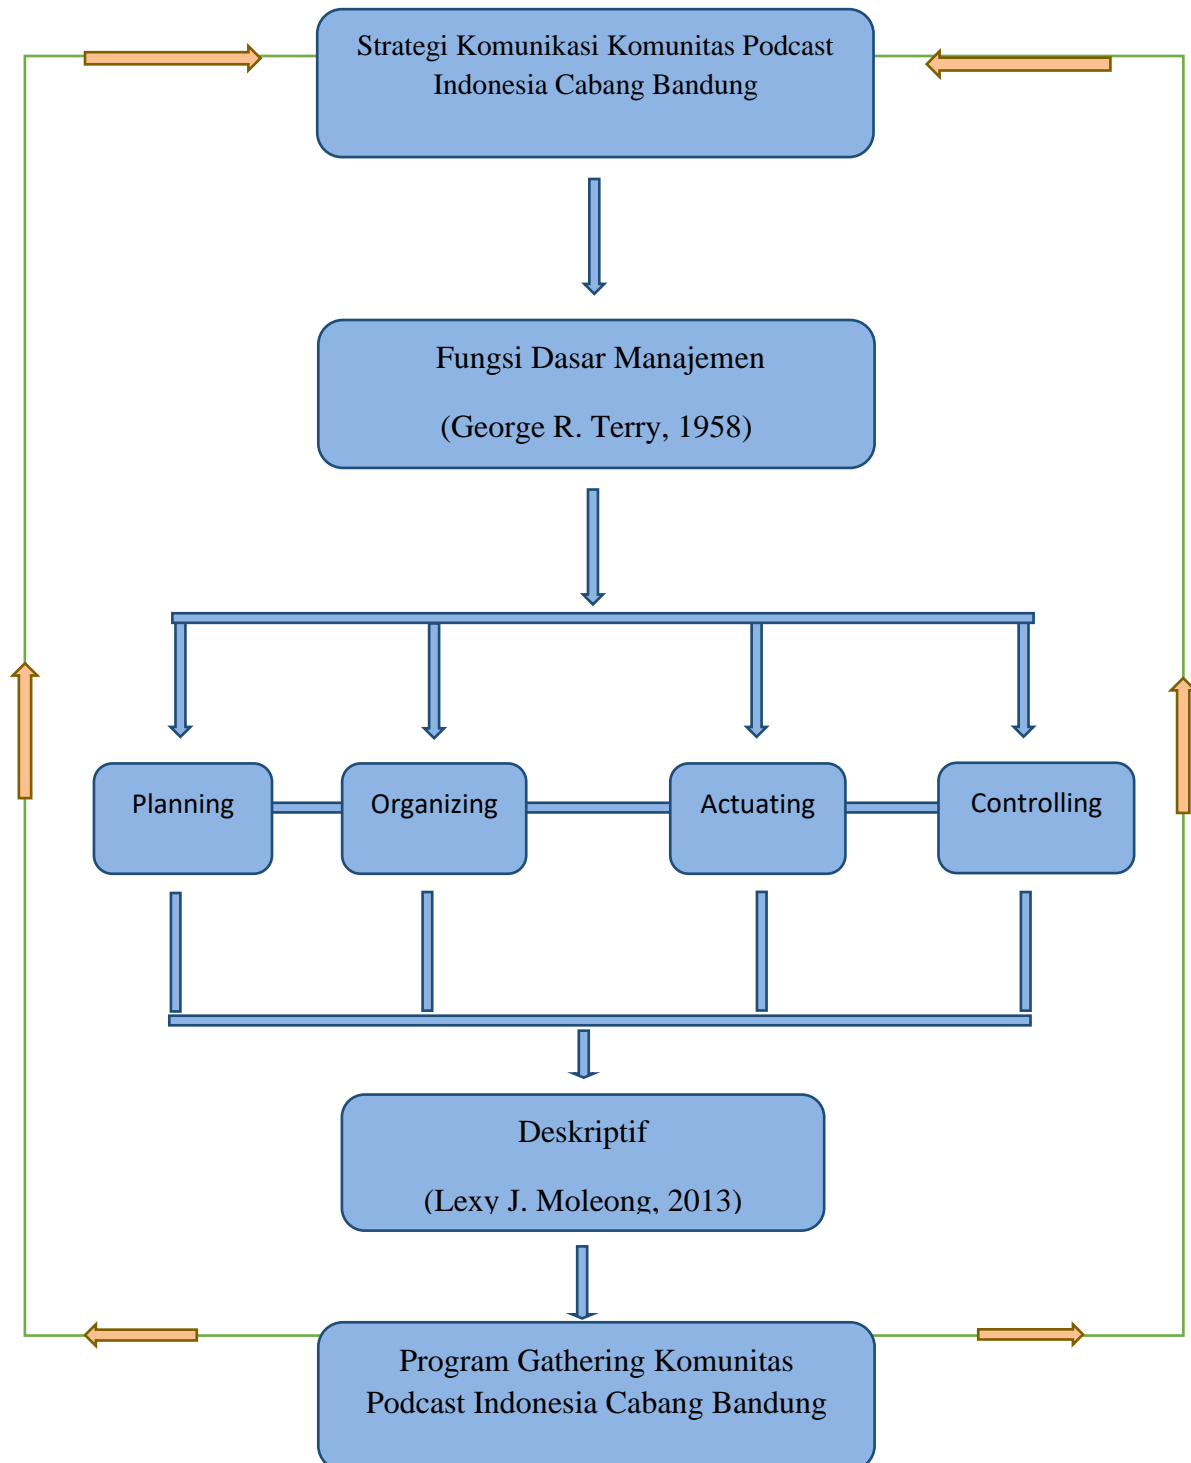 Strategi Komunikasi Komunitas Podcast
Indonesia Cabang Bandung
Fungsi Dasar Manajemen
(George R. Terry, 1958)
Planning
Organizing
Actuating
Controlling
Deskriptif
(Lexy J. Moleong, 2013)
Program Gathering Komunitas
Podcast Indonesia Cabang Bandung